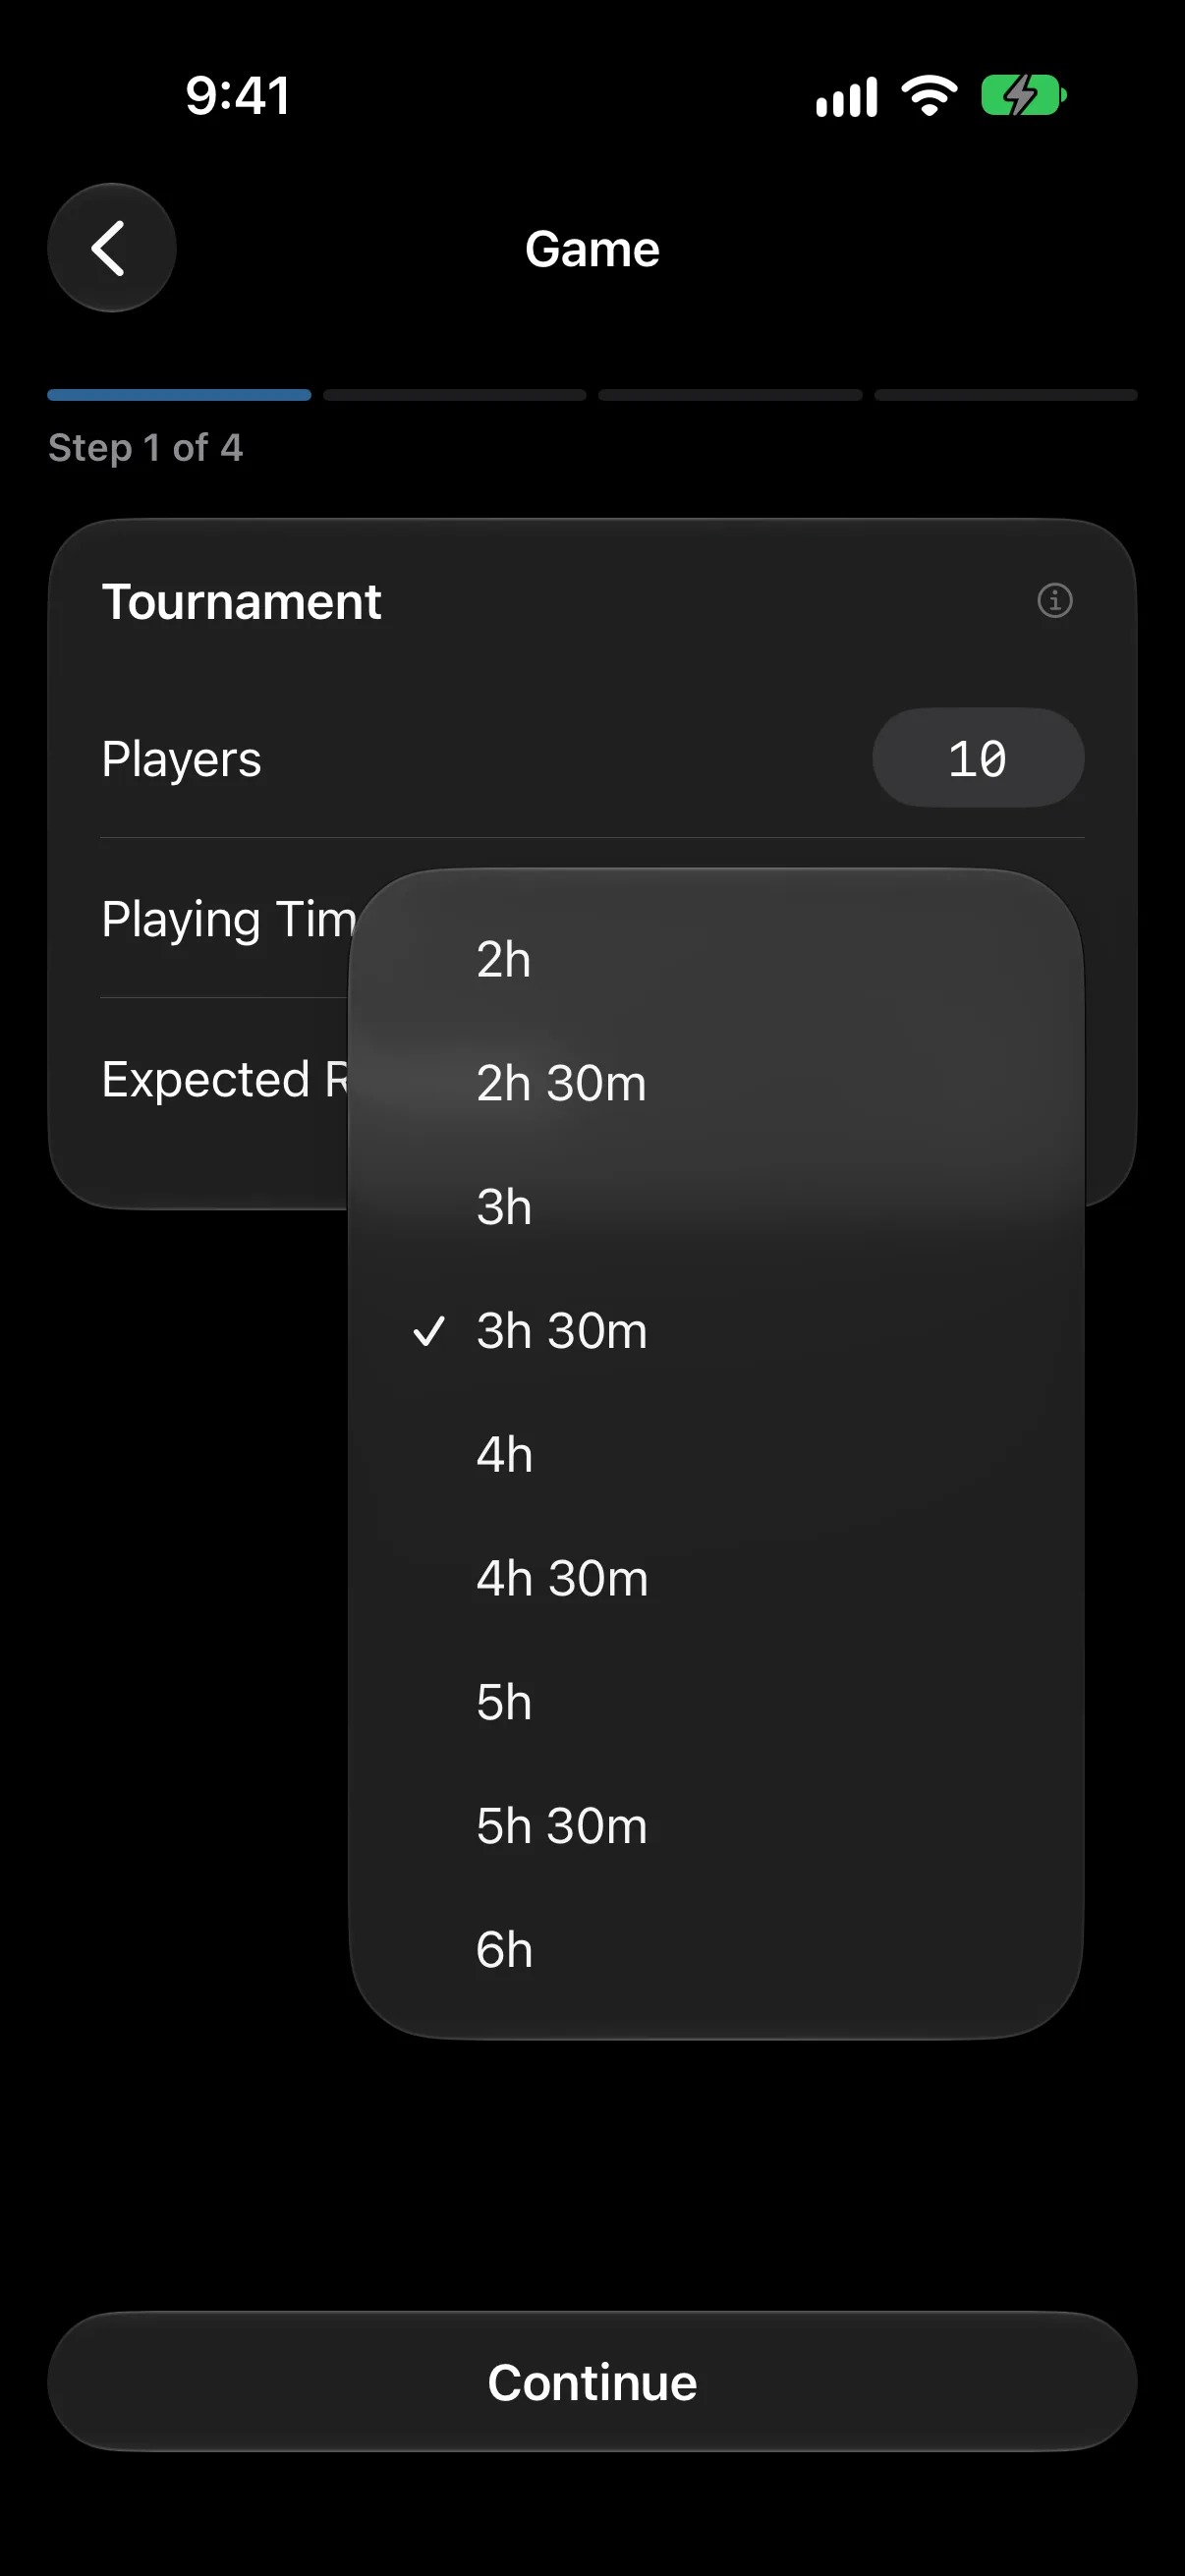 9:41
Game
Step 1 of 4
Tournament
Players
10
Playing Tim
Expected R
2h
2h 30m
3h
3h 30m
4h
4h 30m
5h
5h 30m
6h
Continue